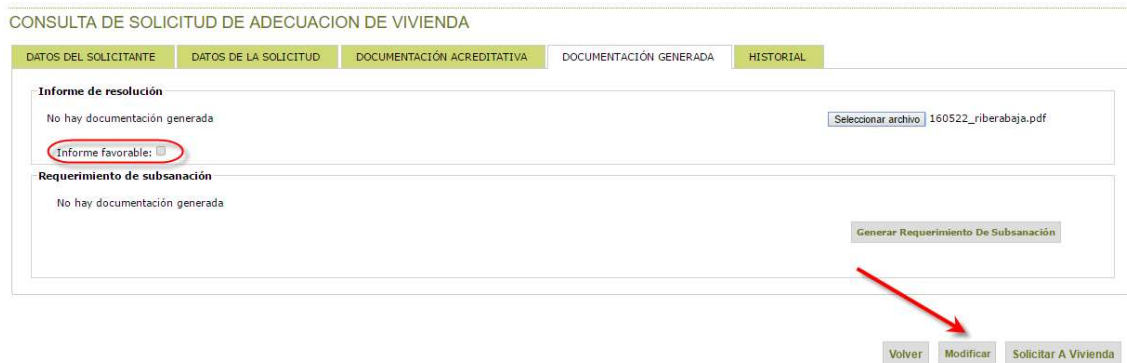 CONSULTA DE SOLICITUD DE ADECUACION DE VIVIENDA
DATOS DEL SOLICITANTE DATOS DE LA SOLICITUD DOCUMENTACIÓN ACREDITATIVA DOCUMENTACIÓN GENERADA HISTORIAL
Informe de resolución
No hay documentación generada Seleccionar archivo 160522_riberabaja.pdf
Informe favorable:
Requerimiento de subsanación
No hay documentación generada
Generar Requerimiento De Subsanación
Volver Modificar Solicitar A Vivienda